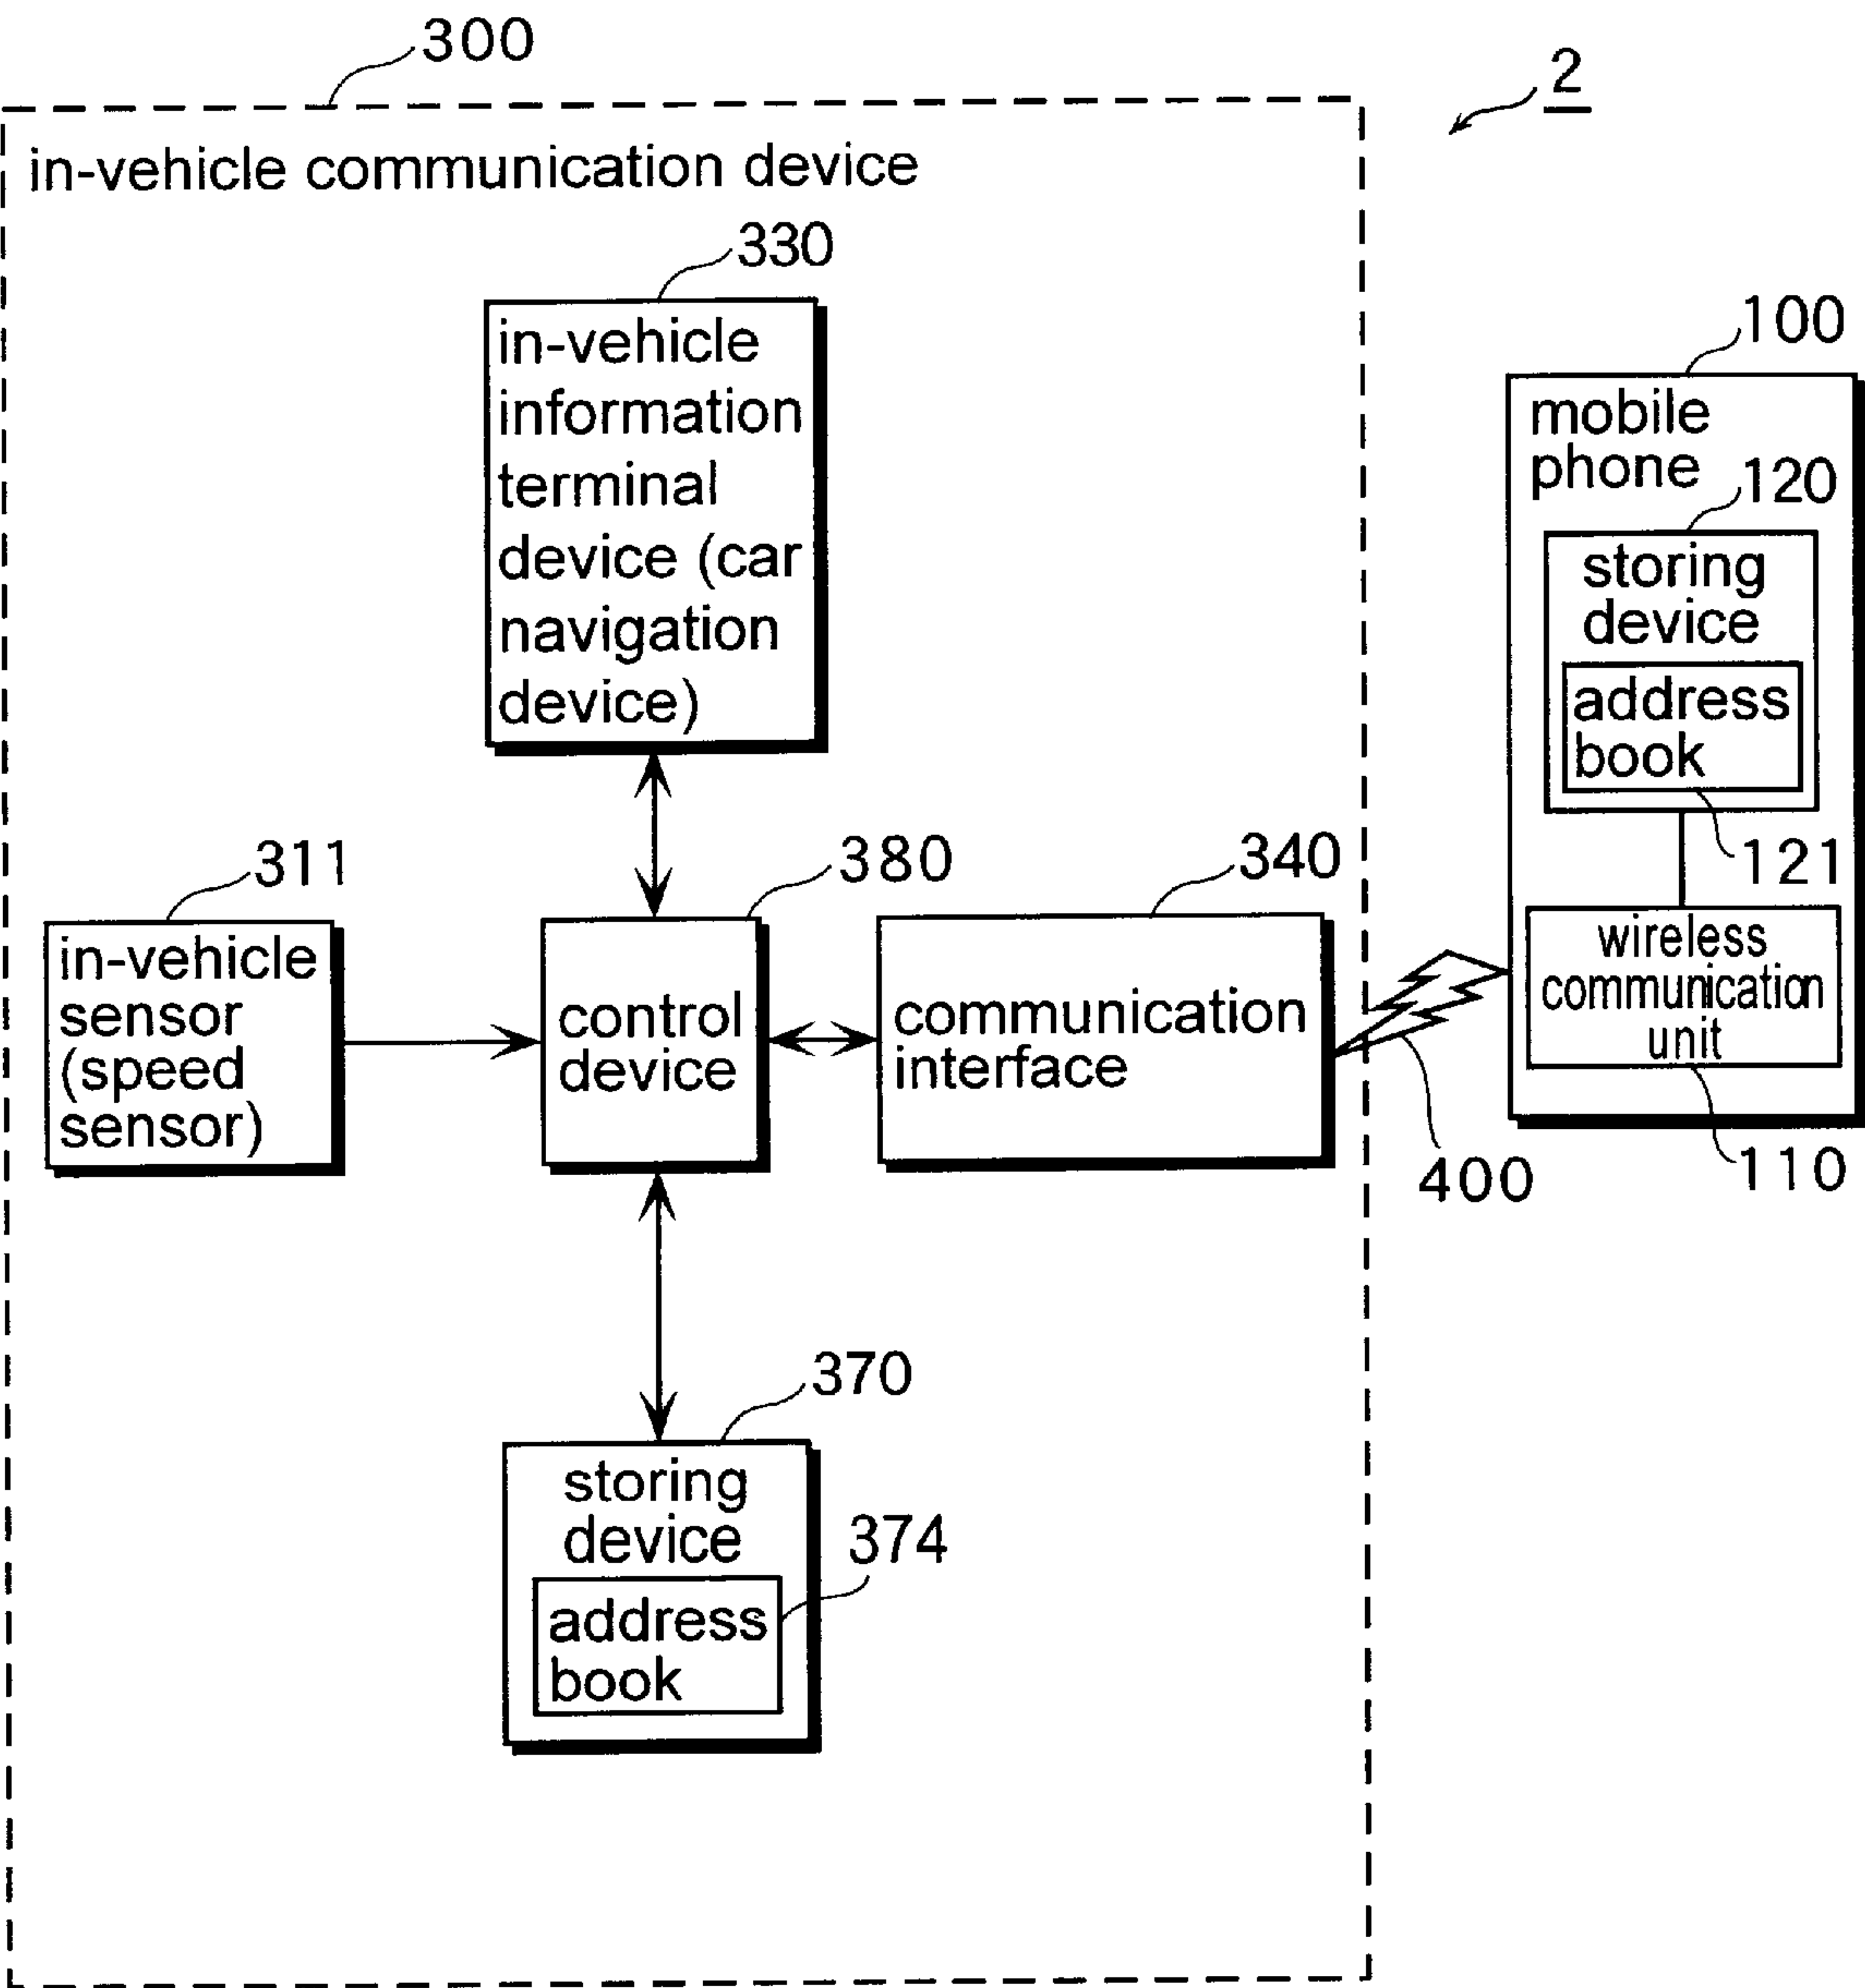 300
2
in-vehicle communication device
330
in-vehicle
information
terminal
device (car
navigation
device)
100
mobile
phone
120
storing
device
address
book
121
311
in-vehicle
sensor
(speed
sensor)
380
control
device
340
communication
interface
wireless
communication
unit
400
110
370
storing
device
374
address
book